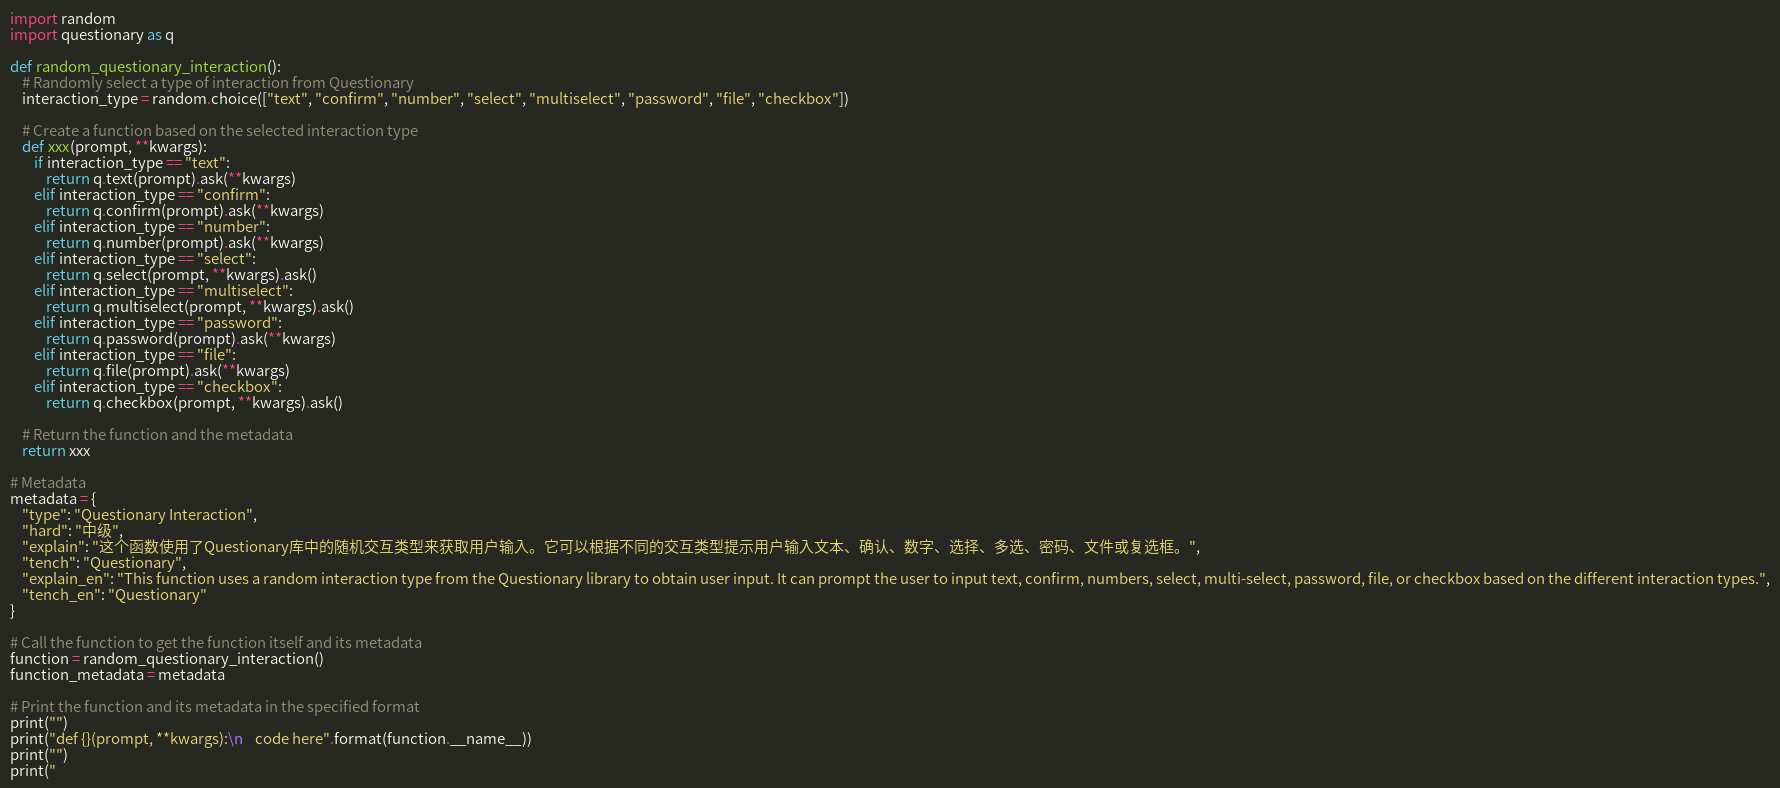 import random
import questionary as q

def random_questionary_interaction():
    # Randomly select a type of interaction from Questionary
    interaction_type = random.choice(["text", "confirm", "number", "select", "multiselect", "password", "file", "checkbox"])

    # Create a function based on the selected interaction type
    def xxx(prompt, **kwargs):
        if interaction_type == "text":
            return q.text(prompt).ask(**kwargs)
        elif interaction_type == "confirm":
            return q.confirm(prompt).ask(**kwargs)
        elif interaction_type == "number":
            return q.number(prompt).ask(**kwargs)
        elif interaction_type == "select":
            return q.select(prompt, **kwargs).ask()
        elif interaction_type == "multiselect":
            return q.multiselect(prompt, **kwargs).ask()
        elif interaction_type == "password":
            return q.password(prompt).ask(**kwargs)
        elif interaction_type == "file":
            return q.file(prompt).ask(**kwargs)
        elif interaction_type == "checkbox":
            return q.checkbox(prompt, **kwargs).ask()

    # Return the function and the metadata
    return xxx

# Metadata
metadata = {
    "type": "Questionary Interaction",
    "hard": "中级",
    "explain": "这个函数使用了Questionary库中的随机交互类型来获取用户输入。它可以根据不同的交互类型提示用户输入文本、确认、数字、选择、多选、密码、文件或复选框。",
    "tench": "Questionary",
    "explain_en": "This function uses a random interaction type from the Questionary library to obtain user input. It can prompt the user to input text, confirm, numbers, select, multi-select, password, file, or checkbox based on the different interaction types.",
    "tench_en": "Questionary"
}

# Call the function to get the function itself and its metadata
function = random_questionary_interaction()
function_metadata = metadata

# Print the function and its metadata in the specified format
print("")
print("def {}(prompt, **kwargs):\n    code here".format(function.__name__))
print("")
print("